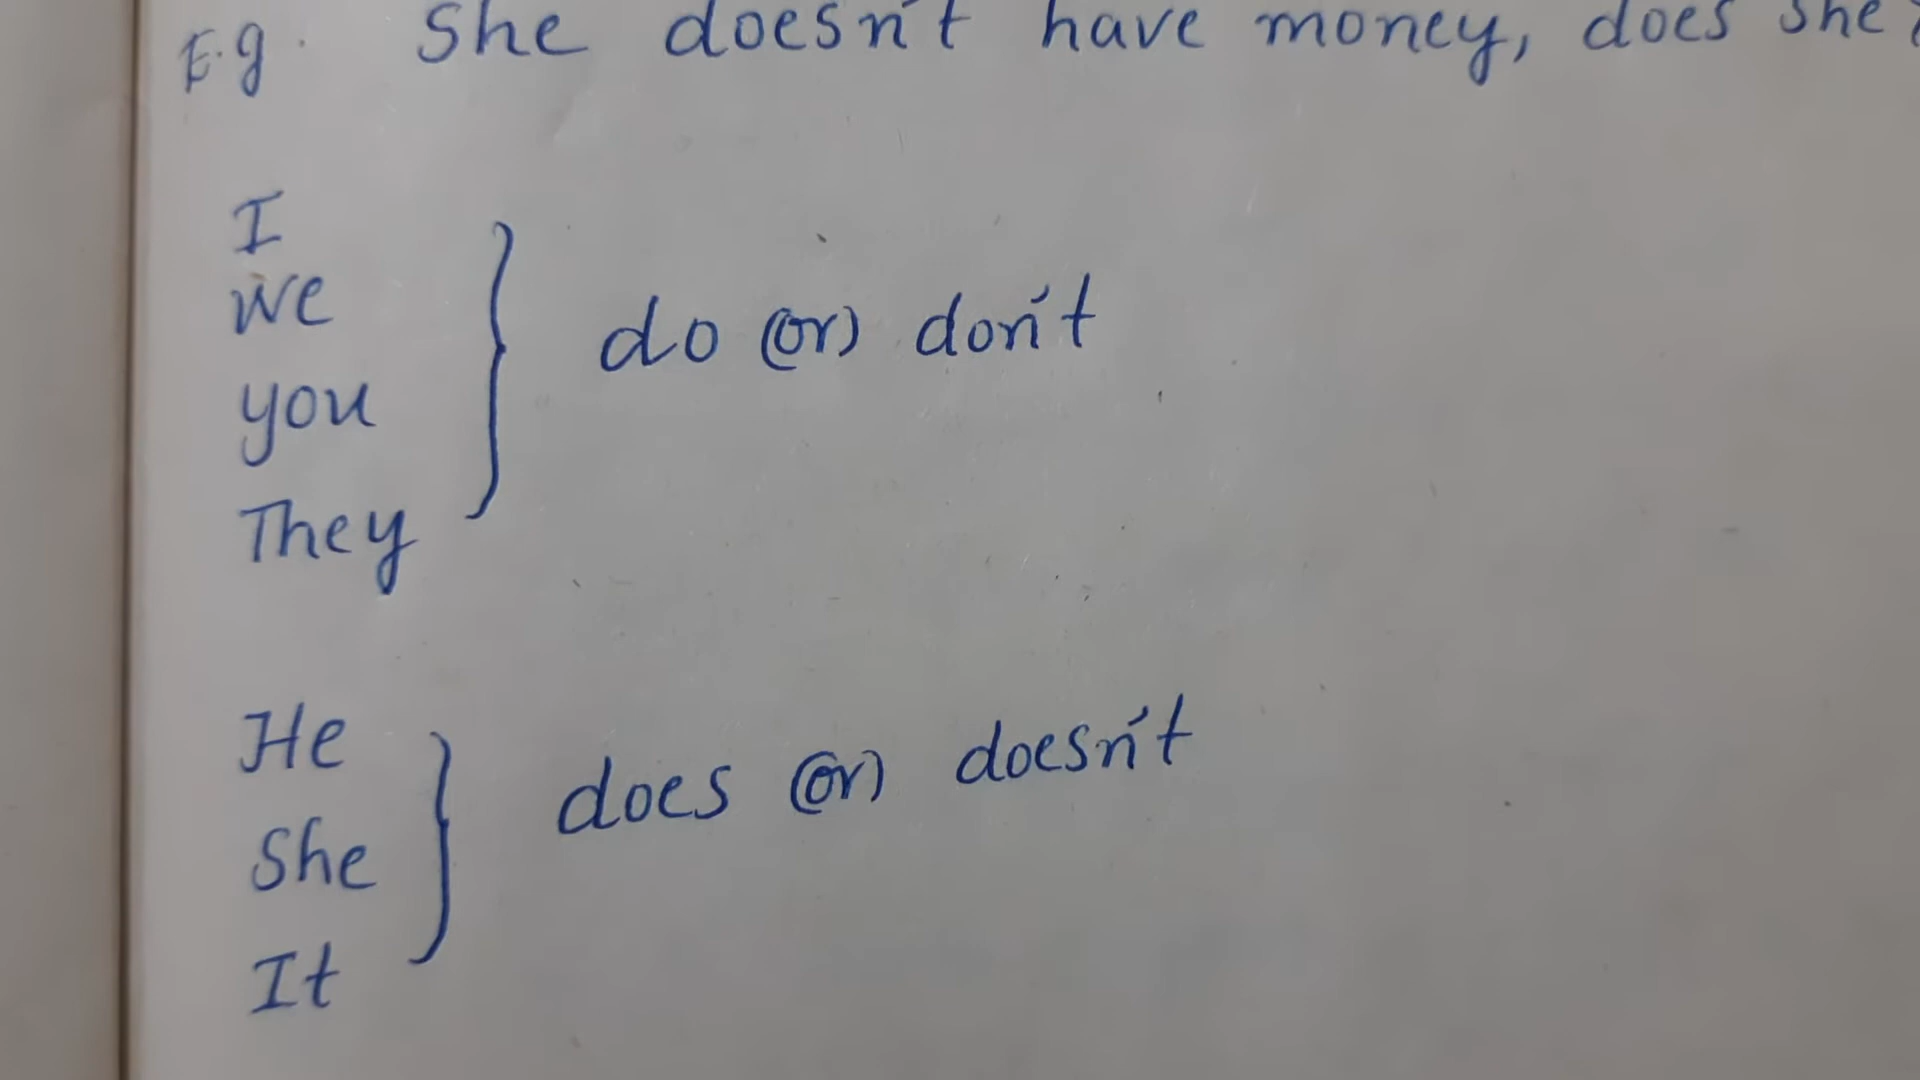 E.g. She doesn't have money, does she?
I
we
you
They
do (or) don't
He
She
It
does (or) doesn't